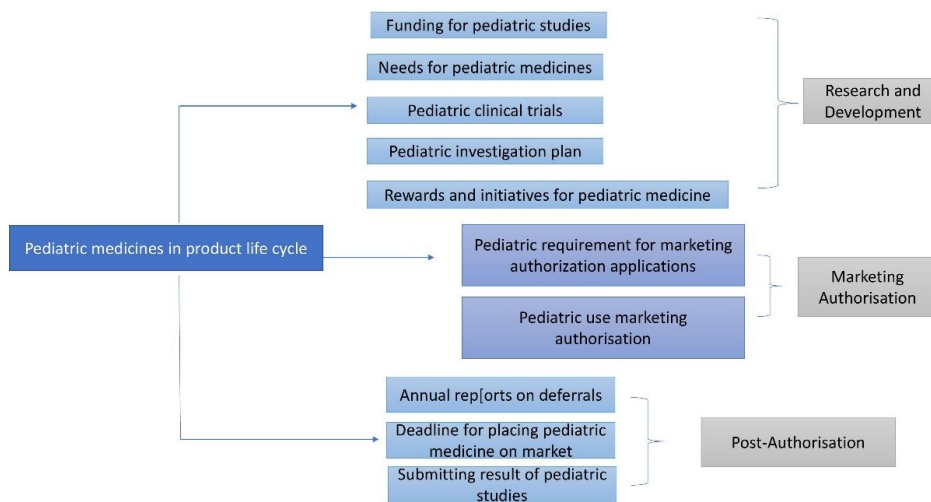 Funding for pediatric studies
Needs for pediatric medicines
Pediatric clinical trials
Pediatric investigation plan
Rewards and initiatives for pediatric medicine
Research and
Development
Pediatric medicines in product life cycle
Pediatric requirement for marketing
authorization applications
Pediatric use marketing
authorisation
Marketing
Authorisation
Annual rep[orts on deferrals
Deadline for placing pediatric
medicine on market
Submitting result of pediatric
studies
Post-Authorisation